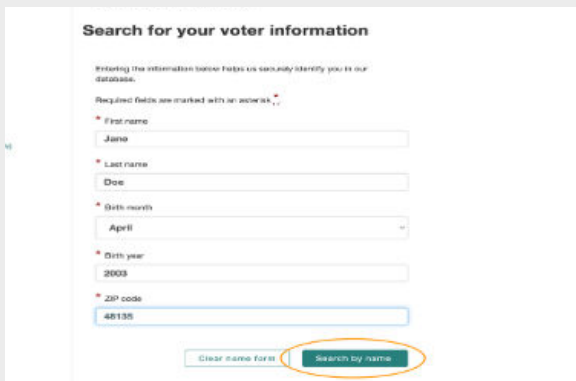 Search for your voter information
Entering the information below helps us securely identify you in our
database.
Required fields are marked with an asterisk *.
* First name
Jane
* Last name
Doe
* Birth month
April
* Birth year
2003
* ZIP code
48135
Clear name form Search by name